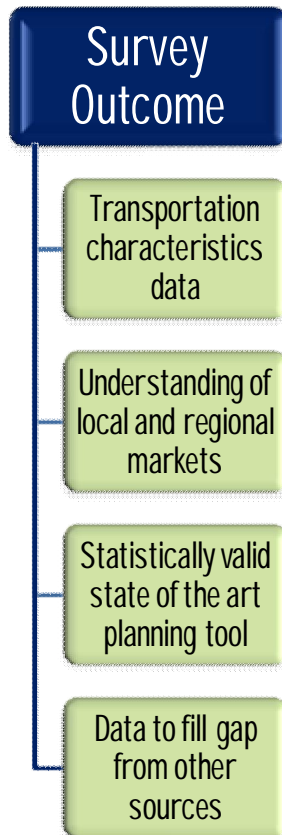 Survey
Outcome
Transportation
characteristics
data
Understanding of
local and regional
markets
Statistically valid
state of the art
planning tool
Data to fill gap
from other
sources